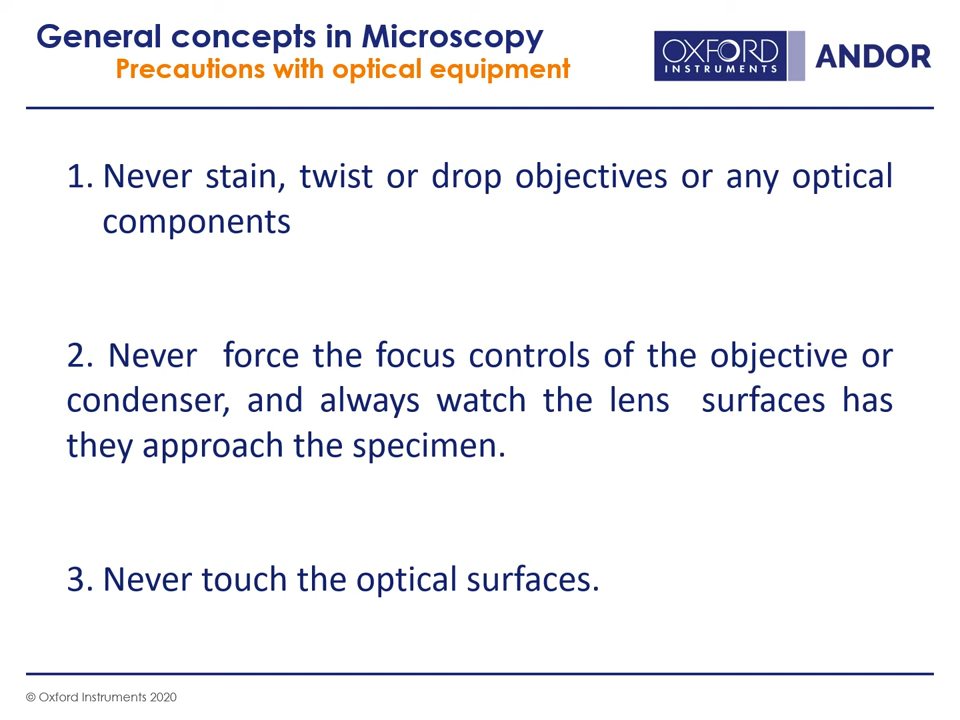 General concepts in Microscopy
Precautions with optical equipment
OXFORD
INSTRUMENTS
ANDOR
1. Never stain, twist or drop objectives or any optical
components
2. Never force the focus controls of the objective or
condenser, and always watch the lens surfaces has
they approach the specimen.
3. Never touch the optical surfaces.
© Oxford Instruments 2020